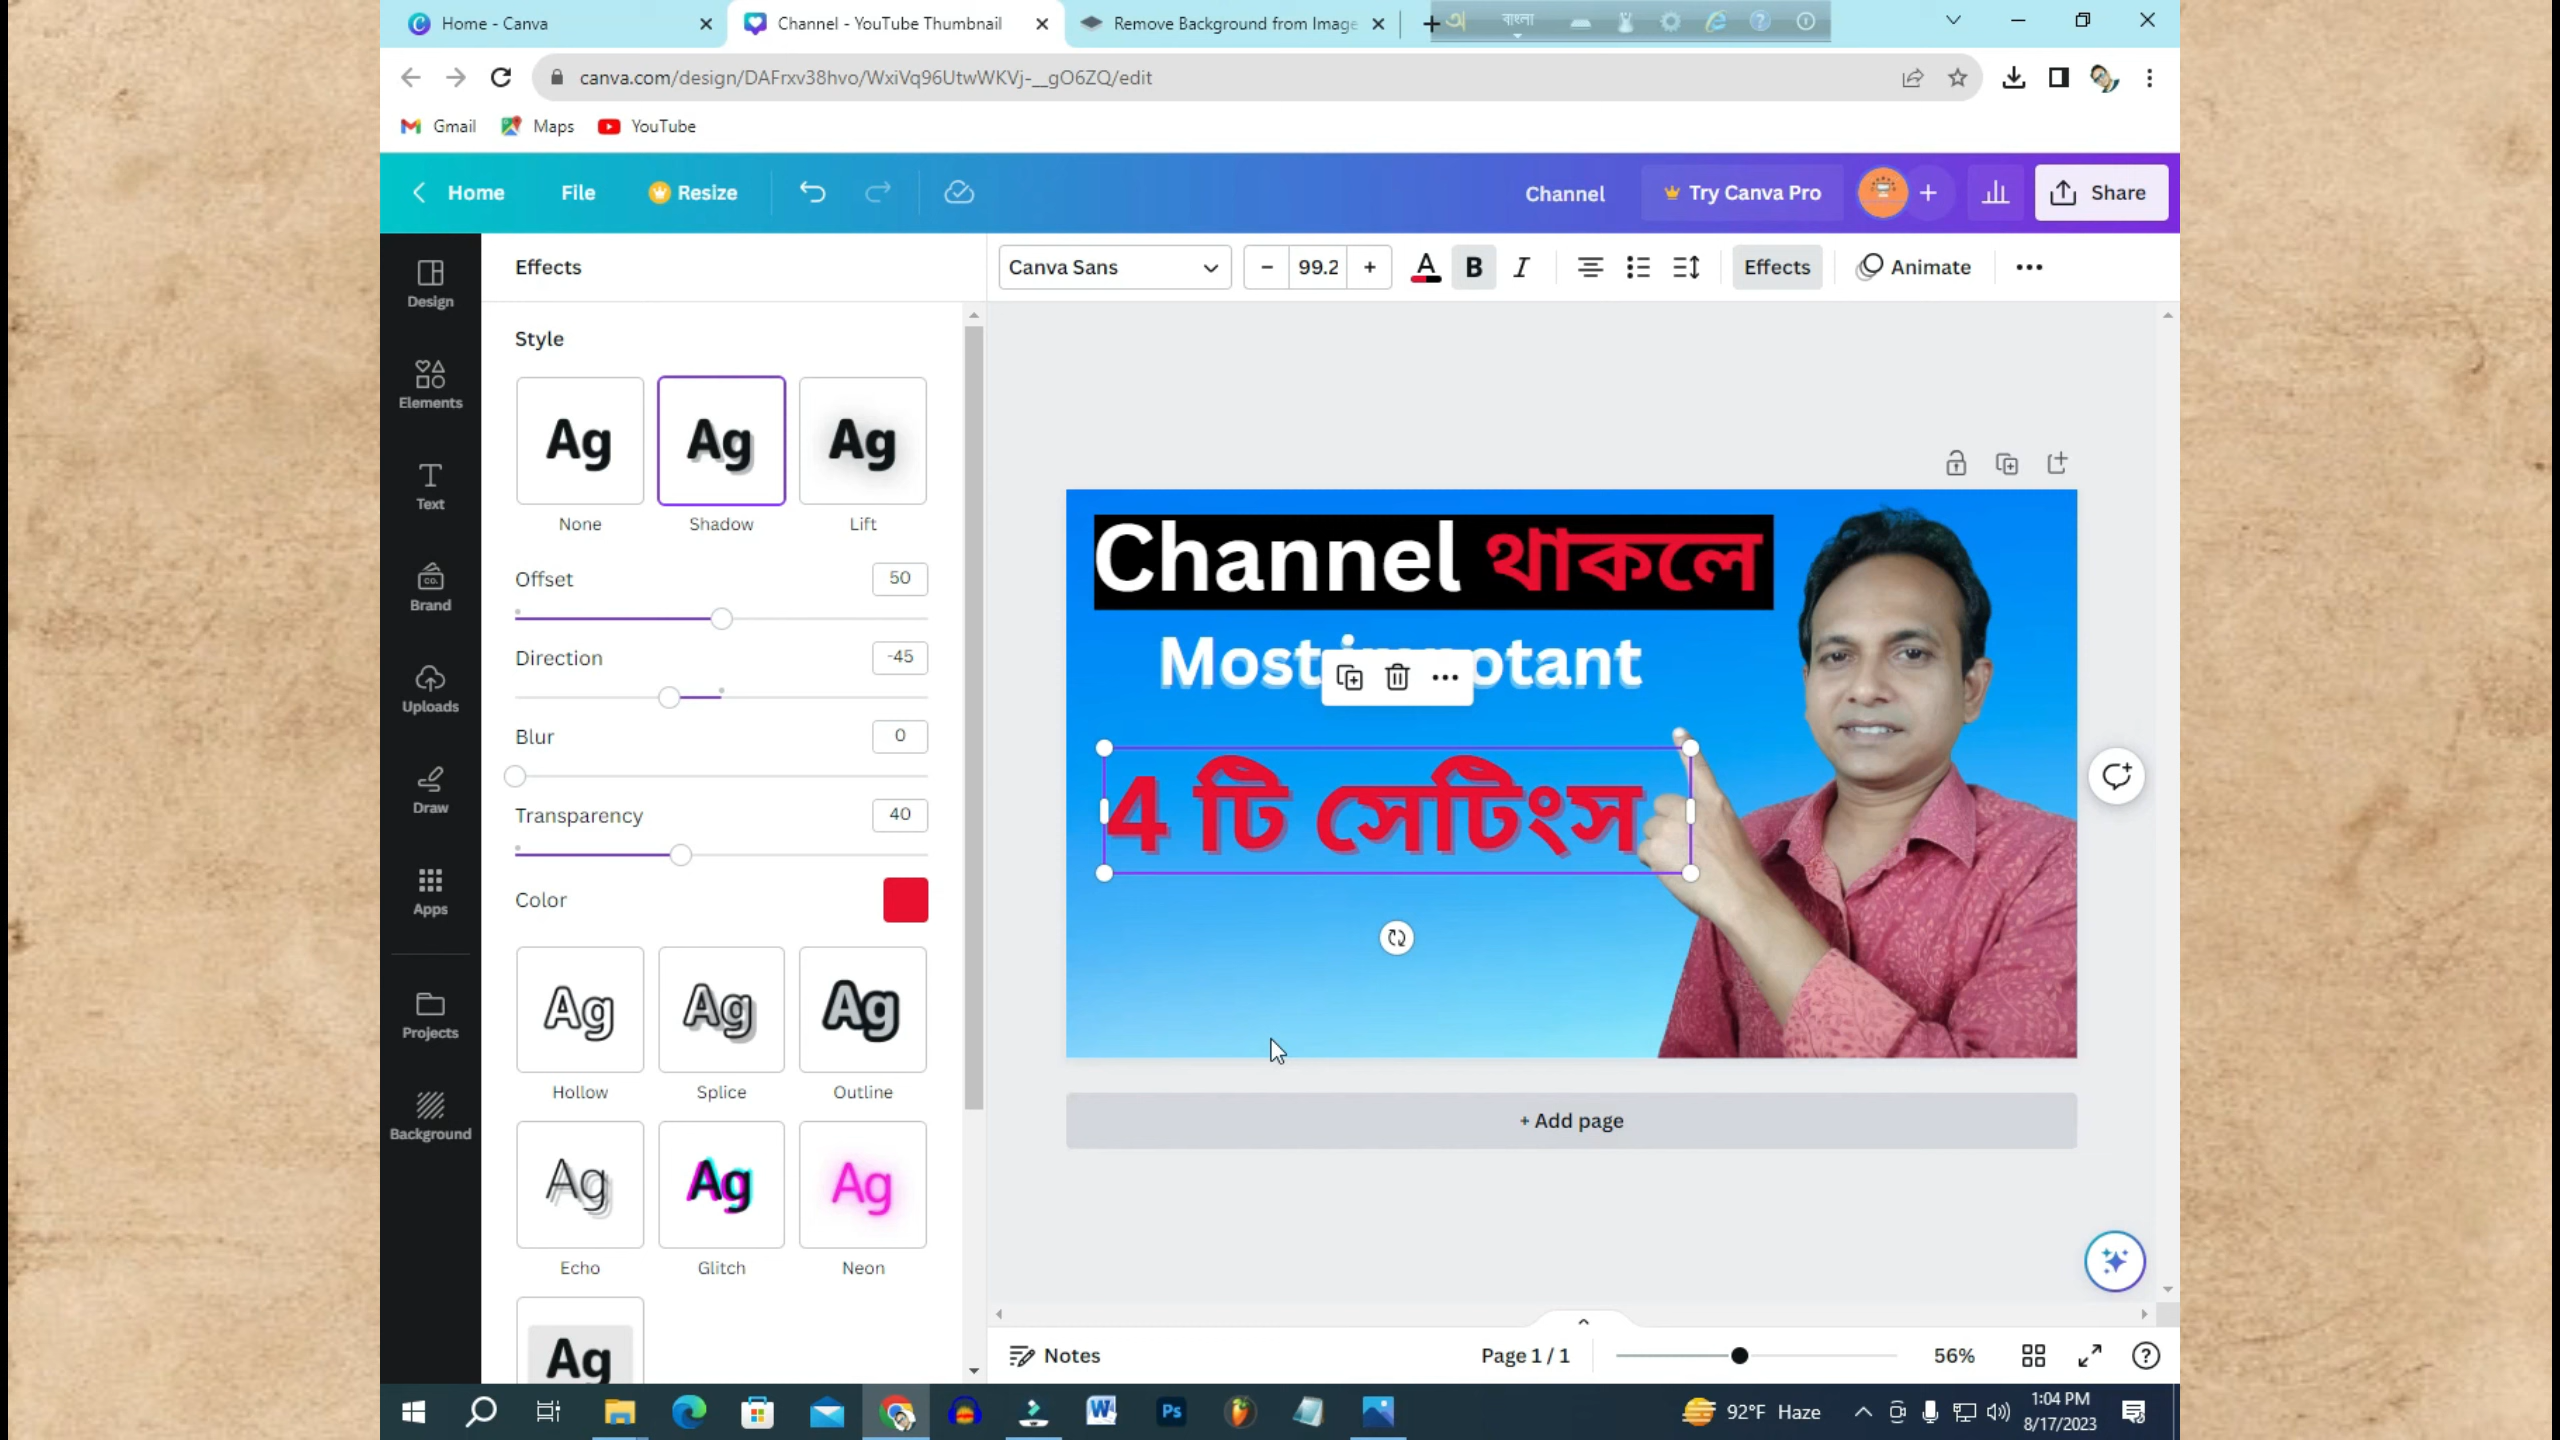 Home - Canva
Channel - YouTube Thumbnail
Remove Background from Image
বাংলা
canva.com/design/DAFrxv38hvo/WxiVq96UtwWKVj-__gO6ZQ/edit
Gmail
Maps
YouTube
Home
File
Resize
Channel
Try Canva Pro
Share
Effects
Canva Sans
99.2
B
I
Effects
Animate
Design
Elements
Text
Brand
Uploads
Draw
Apps
Projects
Background
Style
Ag
Ag
Ag
None
Shadow
Lift
Offset
50
Direction
-45
Blur
0
Transparency
40
Color
Ag
Ag
Ag
Hollow
Splice
Outline
Ag
Ag
Ag
Echo
Glitch
Neon
Ag
Channel থাকলে
Most
4 টি সেটিংস
+ Add page
Notes
Page 1 / 1
56%
92°F Haze
1:04 PM
8/17/2023